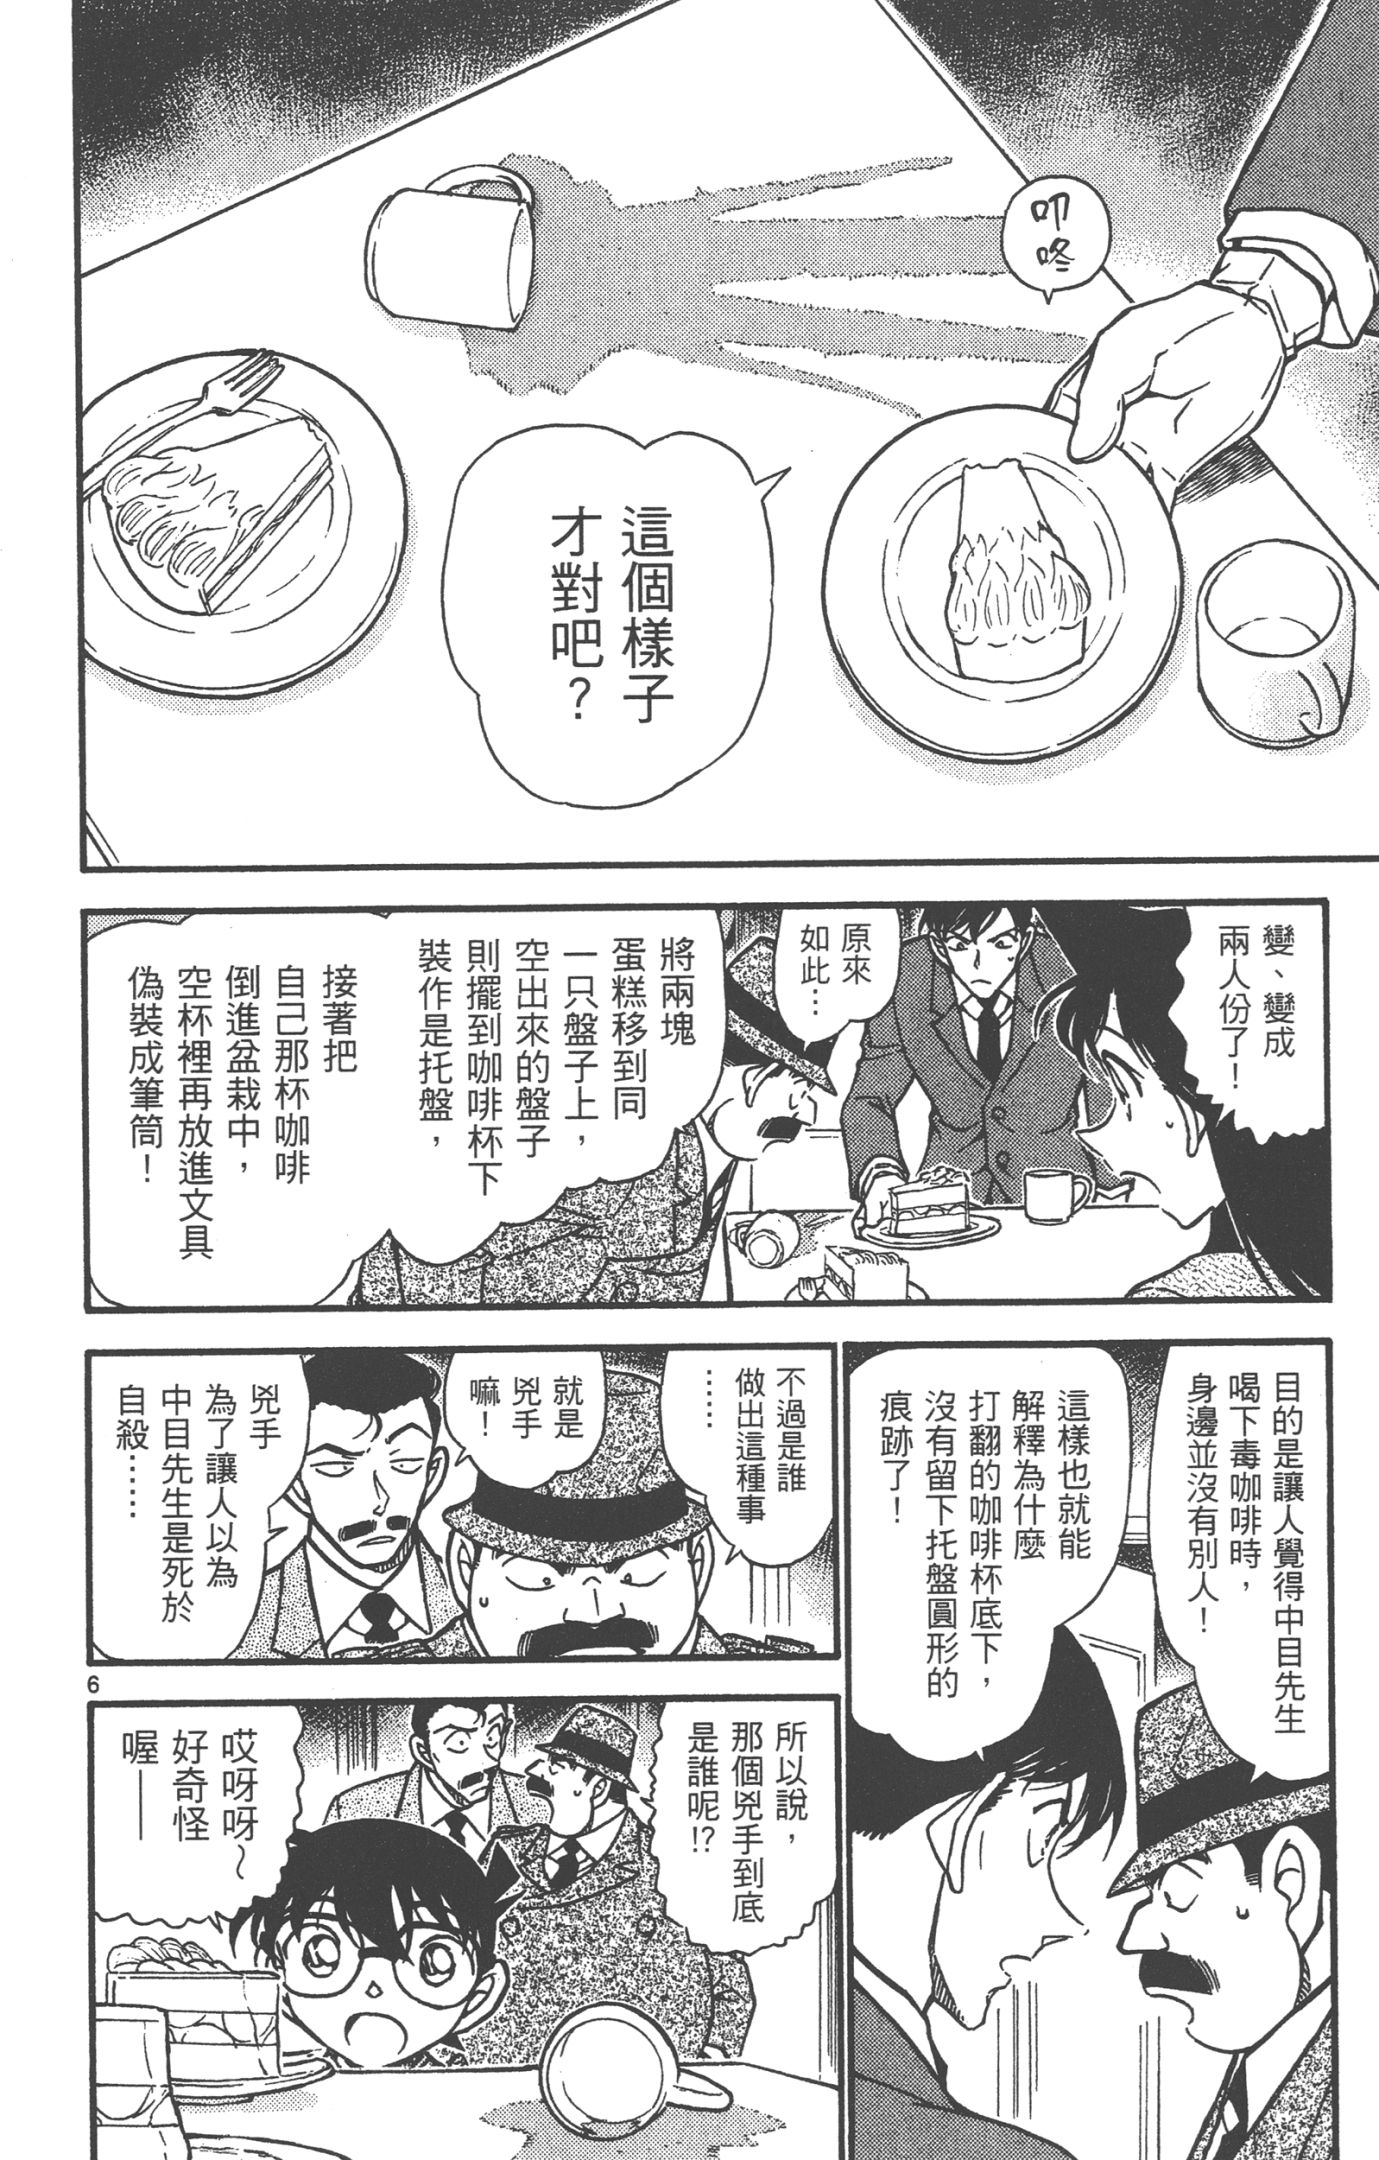 叩
咚
這個樣子
才對吧？
變、變成
兩人份了！
原來
如此…
將兩塊
蛋糕移到同
一只盤子上，
空出來的盤子
則擺到咖啡杯下
裝作是托盤，
接著把
自己那杯咖啡
倒進盆栽中，
空杯裡再放進文具
偽裝成筆筒！
目的是讓人覺得中目先生
喝下毒咖啡時，
身邊並沒有別人！
這樣也就能
解釋為什麼
打翻的咖啡杯底下，
沒有留下托盤圓形的
痕跡了！
不過是誰
做出這種事
……
就是
兇手
嘛！
兇手
為了讓人以為
中目先生是死於
自殺……
所以說，
那個兇手到底
是誰呢!?
哎呀呀～
好奇怪
喔——
6